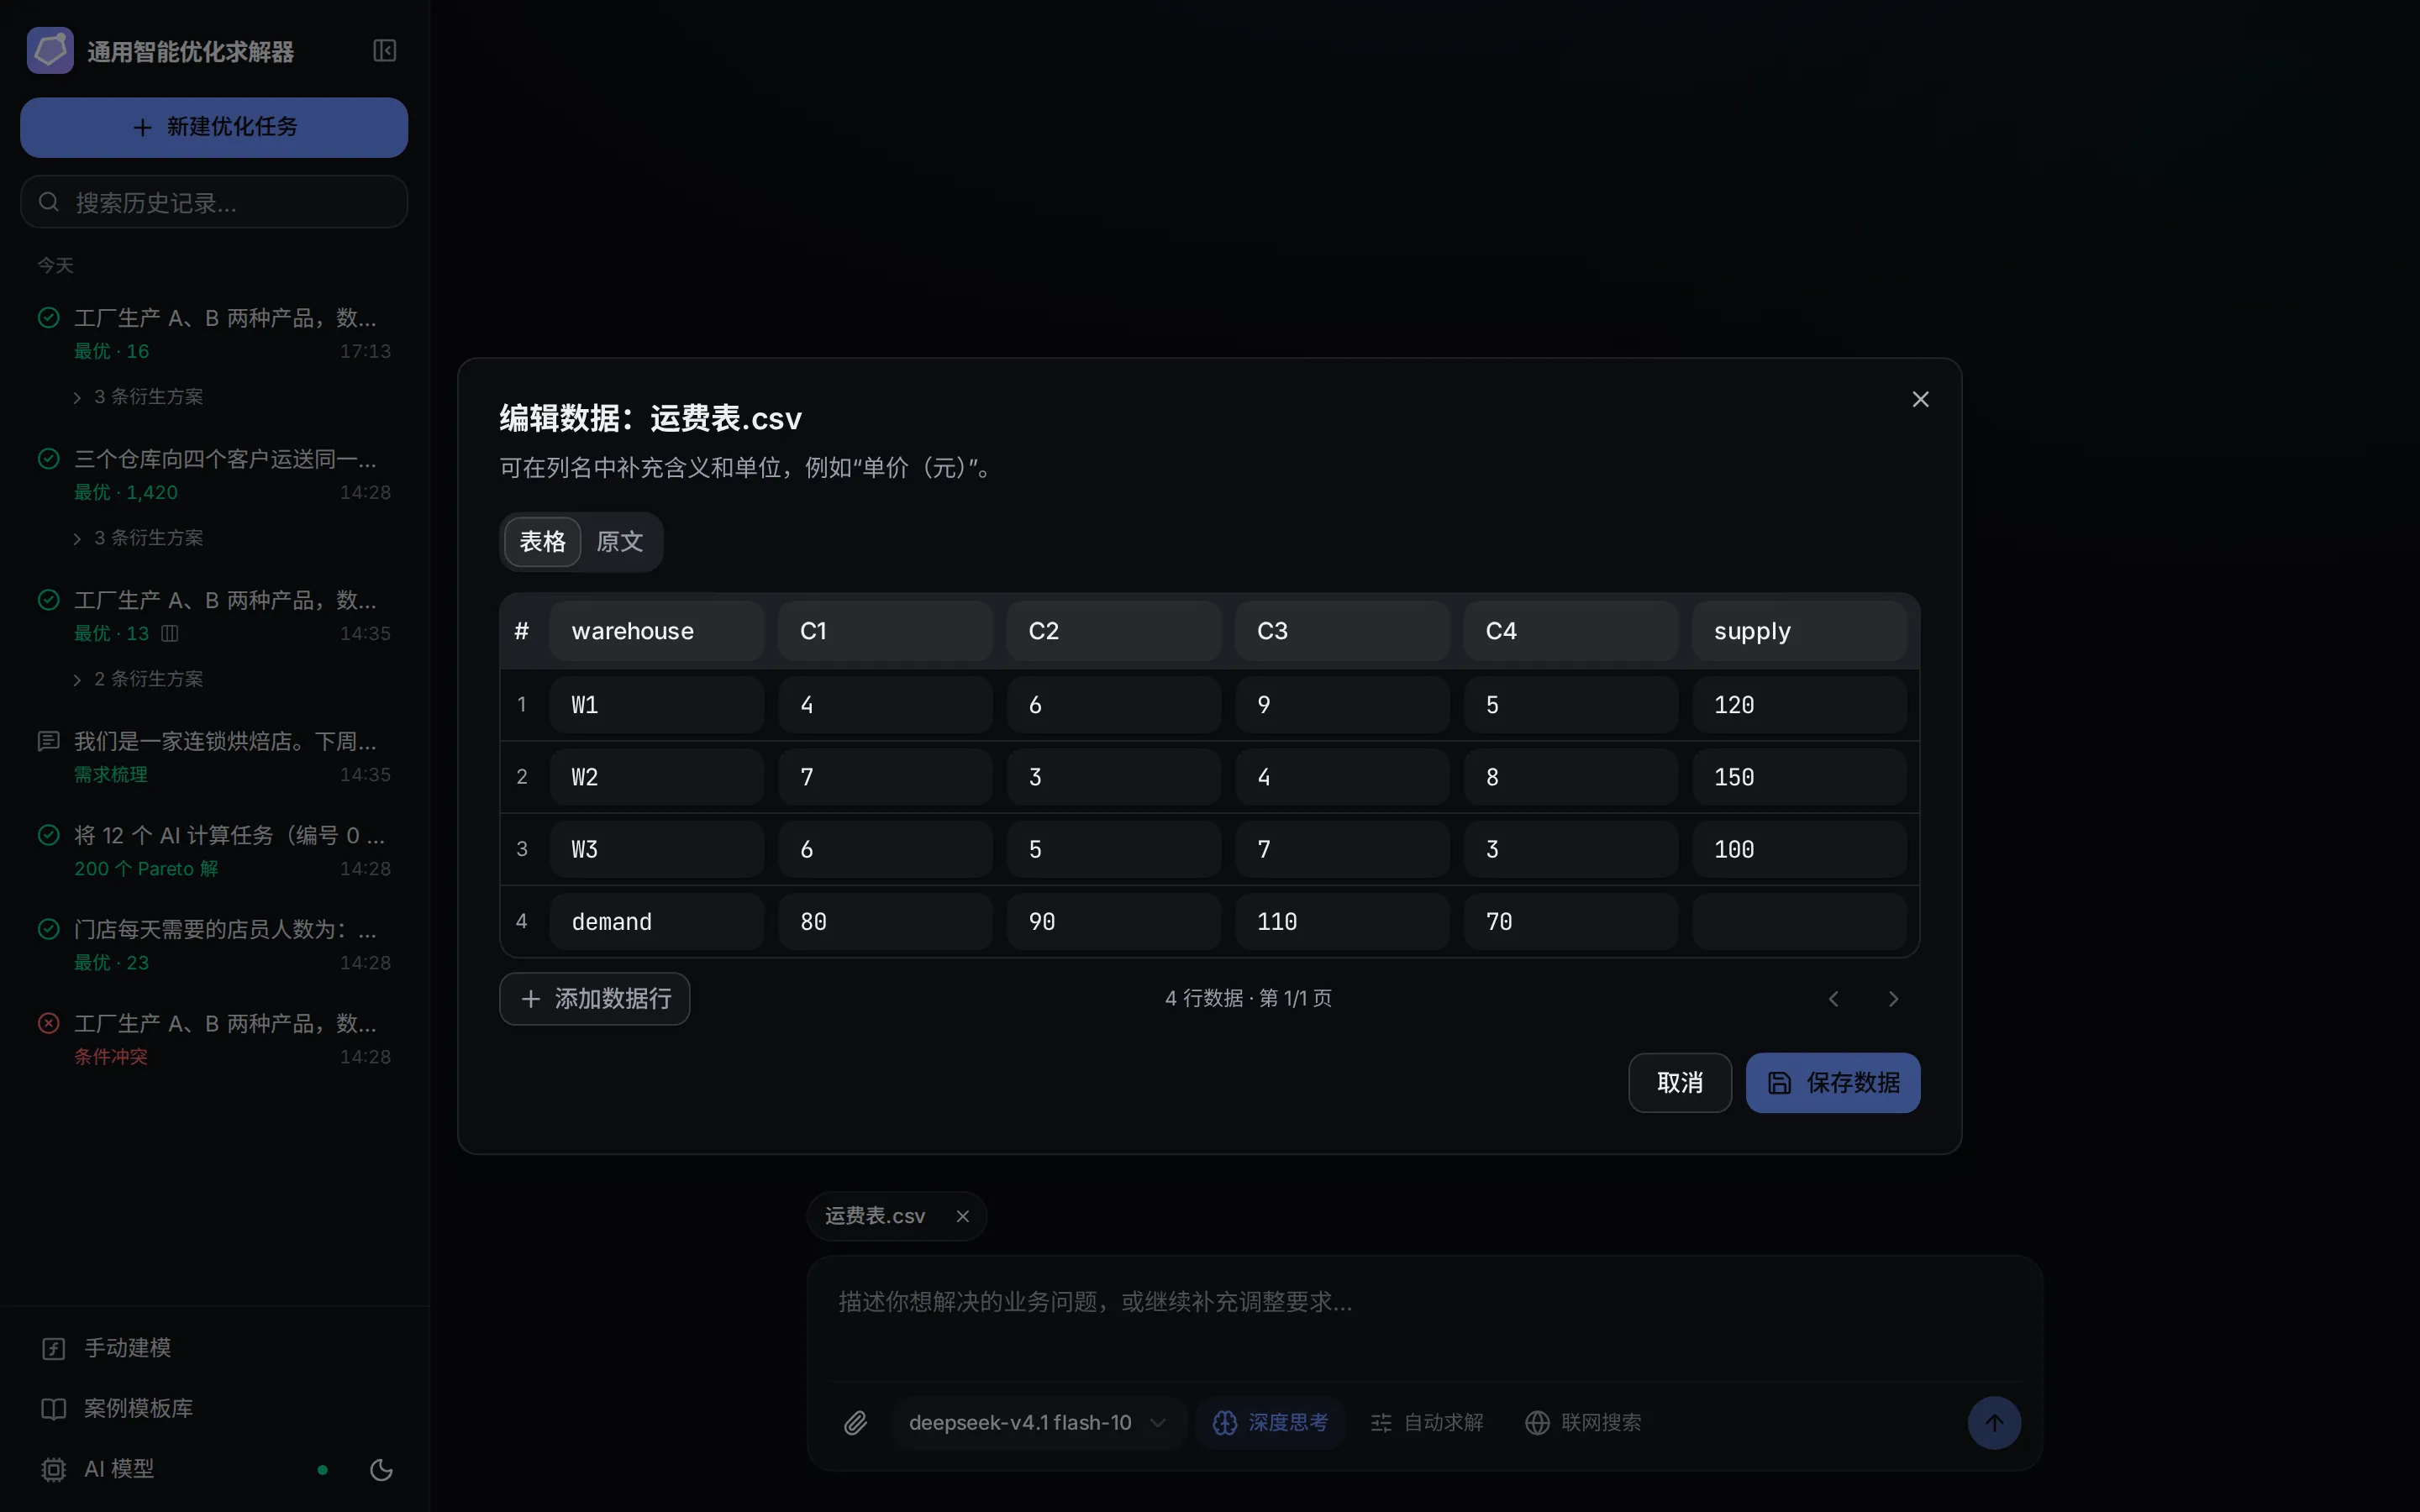 通用智能优化求解器
新建优化任务
搜索历史记录...
今天
工厂生产 A、B 两种产品，数...
最优 · 16 17:13
3 条衍生方案
三个仓库向四个客户运送同一...
最优 · 1,420 14:28
3 条衍生方案
工厂生产 A、B 两种产品，数...
最优 · 13 14:35
2 条衍生方案
我们是一家连锁烘焙店。下周...
需求梳理 14:35
将 12 个 AI 计算任务（编号 0 ...
200 个 Pareto 解 14:28
门店每天需要的店员人数为：...
最优 · 23 14:28
工厂生产 A、B 两种产品，数...
条件冲突 14:28
手动建模
案例模板库
AI 模型
编辑数据：运费表.csv
可在列名中补充含义和单位，例如“单价（元）”。
表格 原文
# warehouse C1 C2 C3 C4 supply
1 W1 4 6 9 5 120
2 W2 7 3 4 8 150
3 W3 6 5 7 3 100
4 demand 80 90 110 70
添加数据行 4 行数据 · 第 1/1 页
取消 保存数据
运费表.csv
描述你想解决的业务问题，或继续补充调整要求...
deepseek-v4.1 flash-10 深度思考 自动求解 联网搜索